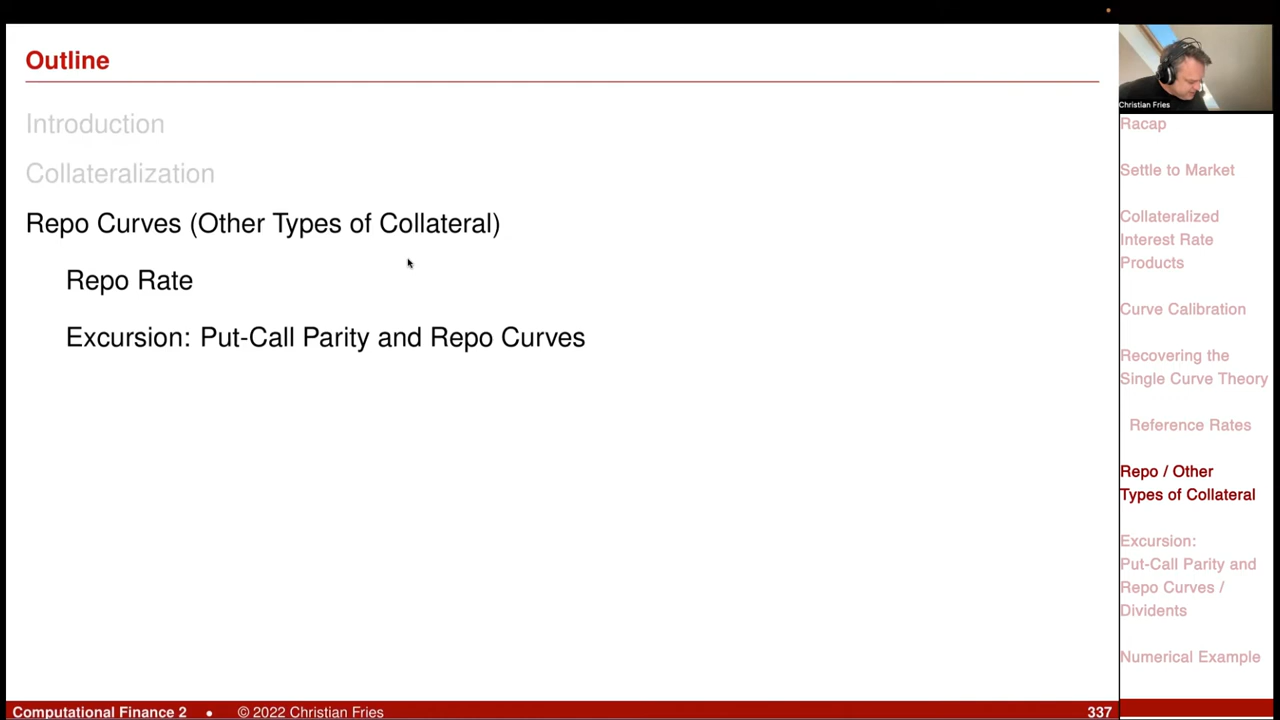 Outline
Introduction
Collateralization
Repo Curves (Other Types of Collateral)
Repo Rate
Excursion: Put-Call Parity and Repo Curves
Christian Fries
Racap
Settle to Market
Collateralized
Interest Rate
Products
Curve Calibration
Recovering the
Single Curve Theory
Reference Rates
Repo / Other
Types of Collateral
Excursion:
Put-Call Parity and
Repo Curves /
Dividents
Numerical Example
Computational Finance 2 • © 2022 Christian Fries 337